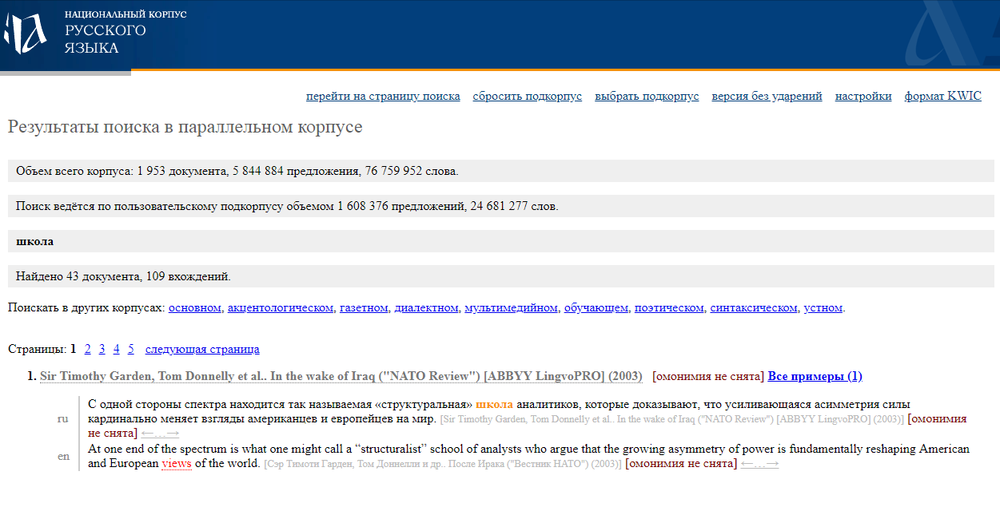 НАЦИОНАЛЬНЫЙ КОРПУС
РУССКОГО
ЯЗЫКА
перейти на страницу поиска сбросить подкорпус выбрать подкорпус версия без ударений настройки формат KWIC
Результаты поиска в параллельном корпусе
Объем всего корпуса: 1 953 документа, 5 844 884 предложения, 76 759 952 слова.
Поиск ведётся по пользовательскому подкорпусу объемом 1 608 376 предложений, 24 681 277 слов.
школа
Найдено 43 документа, 109 вхождений.
Поискать в других корпусах: основном, акцентологическом, газетном, диалектном, мультимедийном, обучающем, поэтическом, синтаксическом, устном.
Страницы: 1 2 3 4 5 следующая страница
1. Sir Timothy Garden, Tom Donnelly et al.. In the wake of Iraq ("NATO Review") [ABBYY LingvoPRO] (2003) [омонимия не снята] Все примеры (1)
С одной стороны спектра находится так называемая «структуральная» школа аналитиков, которые доказывают, что усиливающаяся асимметрия силы
ru кардинально меняет взгляды американцев и европейцев на мир. [Sir Timothy Garden, Tom Donnelly et al.. In the wake of Iraq ("NATO Review") [ABBYY LingvoPRO] (2003)] [омонимия
не снята] ←…→
At one end of the spectrum is what one might call a “structuralist” school of analysts who argue that the growing asymmetry of power is fundamentally reshaping American
en and European views of the world. [Сэр Тимоти Гарден, Том Доннелли и др.. После Ирака ("Вестник НАТО") (2003)] [омонимия не снята] ←…→